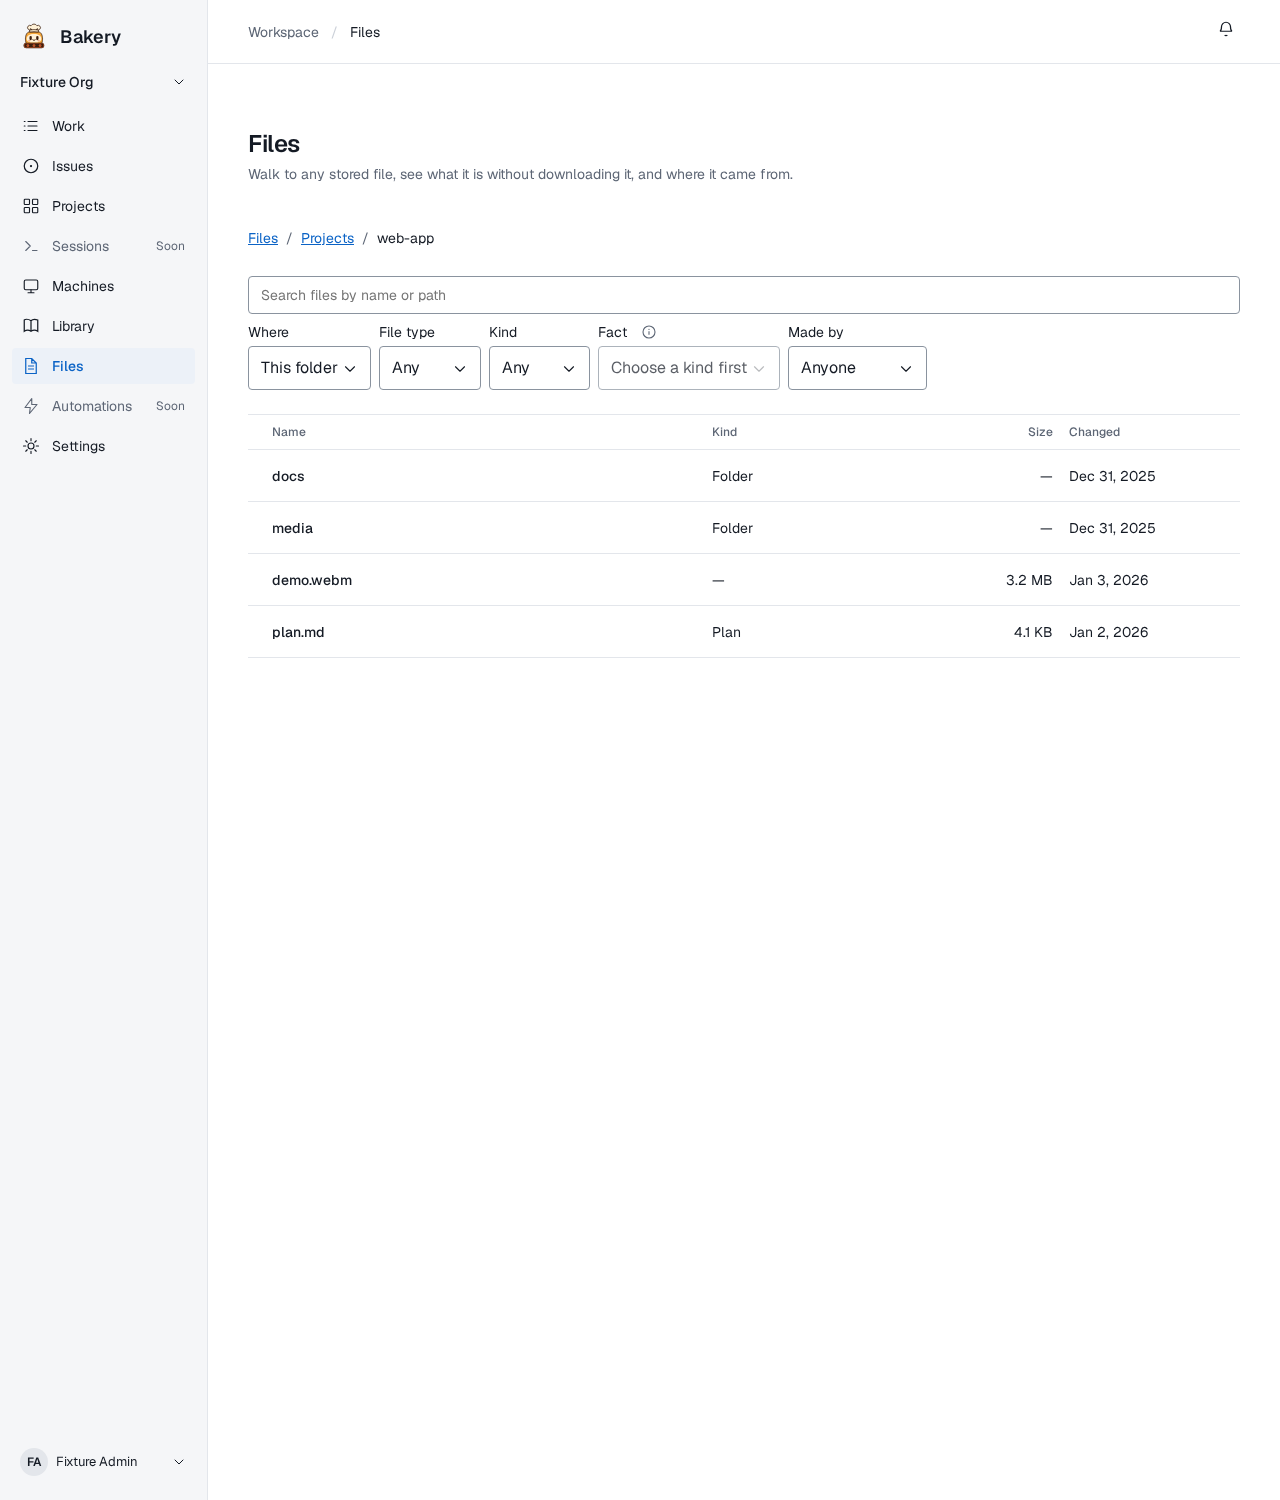 Bakery
Fixture Org
Work
Issues
Projects
Sessions Soon
Machines
Library
Files
Automations Soon
Settings
FA Fixture Admin
Workspace / Files
Files
Walk to any stored file, see what it is without downloading it, and where it came from.
Files / Projects / web-app
Search files by name or path
Where File type Kind Fact Made by
This folder Any Any Choose a kind first Anyone
Name Kind Size Changed
docs Folder — Dec 31, 2025
media Folder — Dec 31, 2025
demo.webm — 3.2 MB Jan 3, 2026
plan.md Plan 4.1 KB Jan 2, 2026